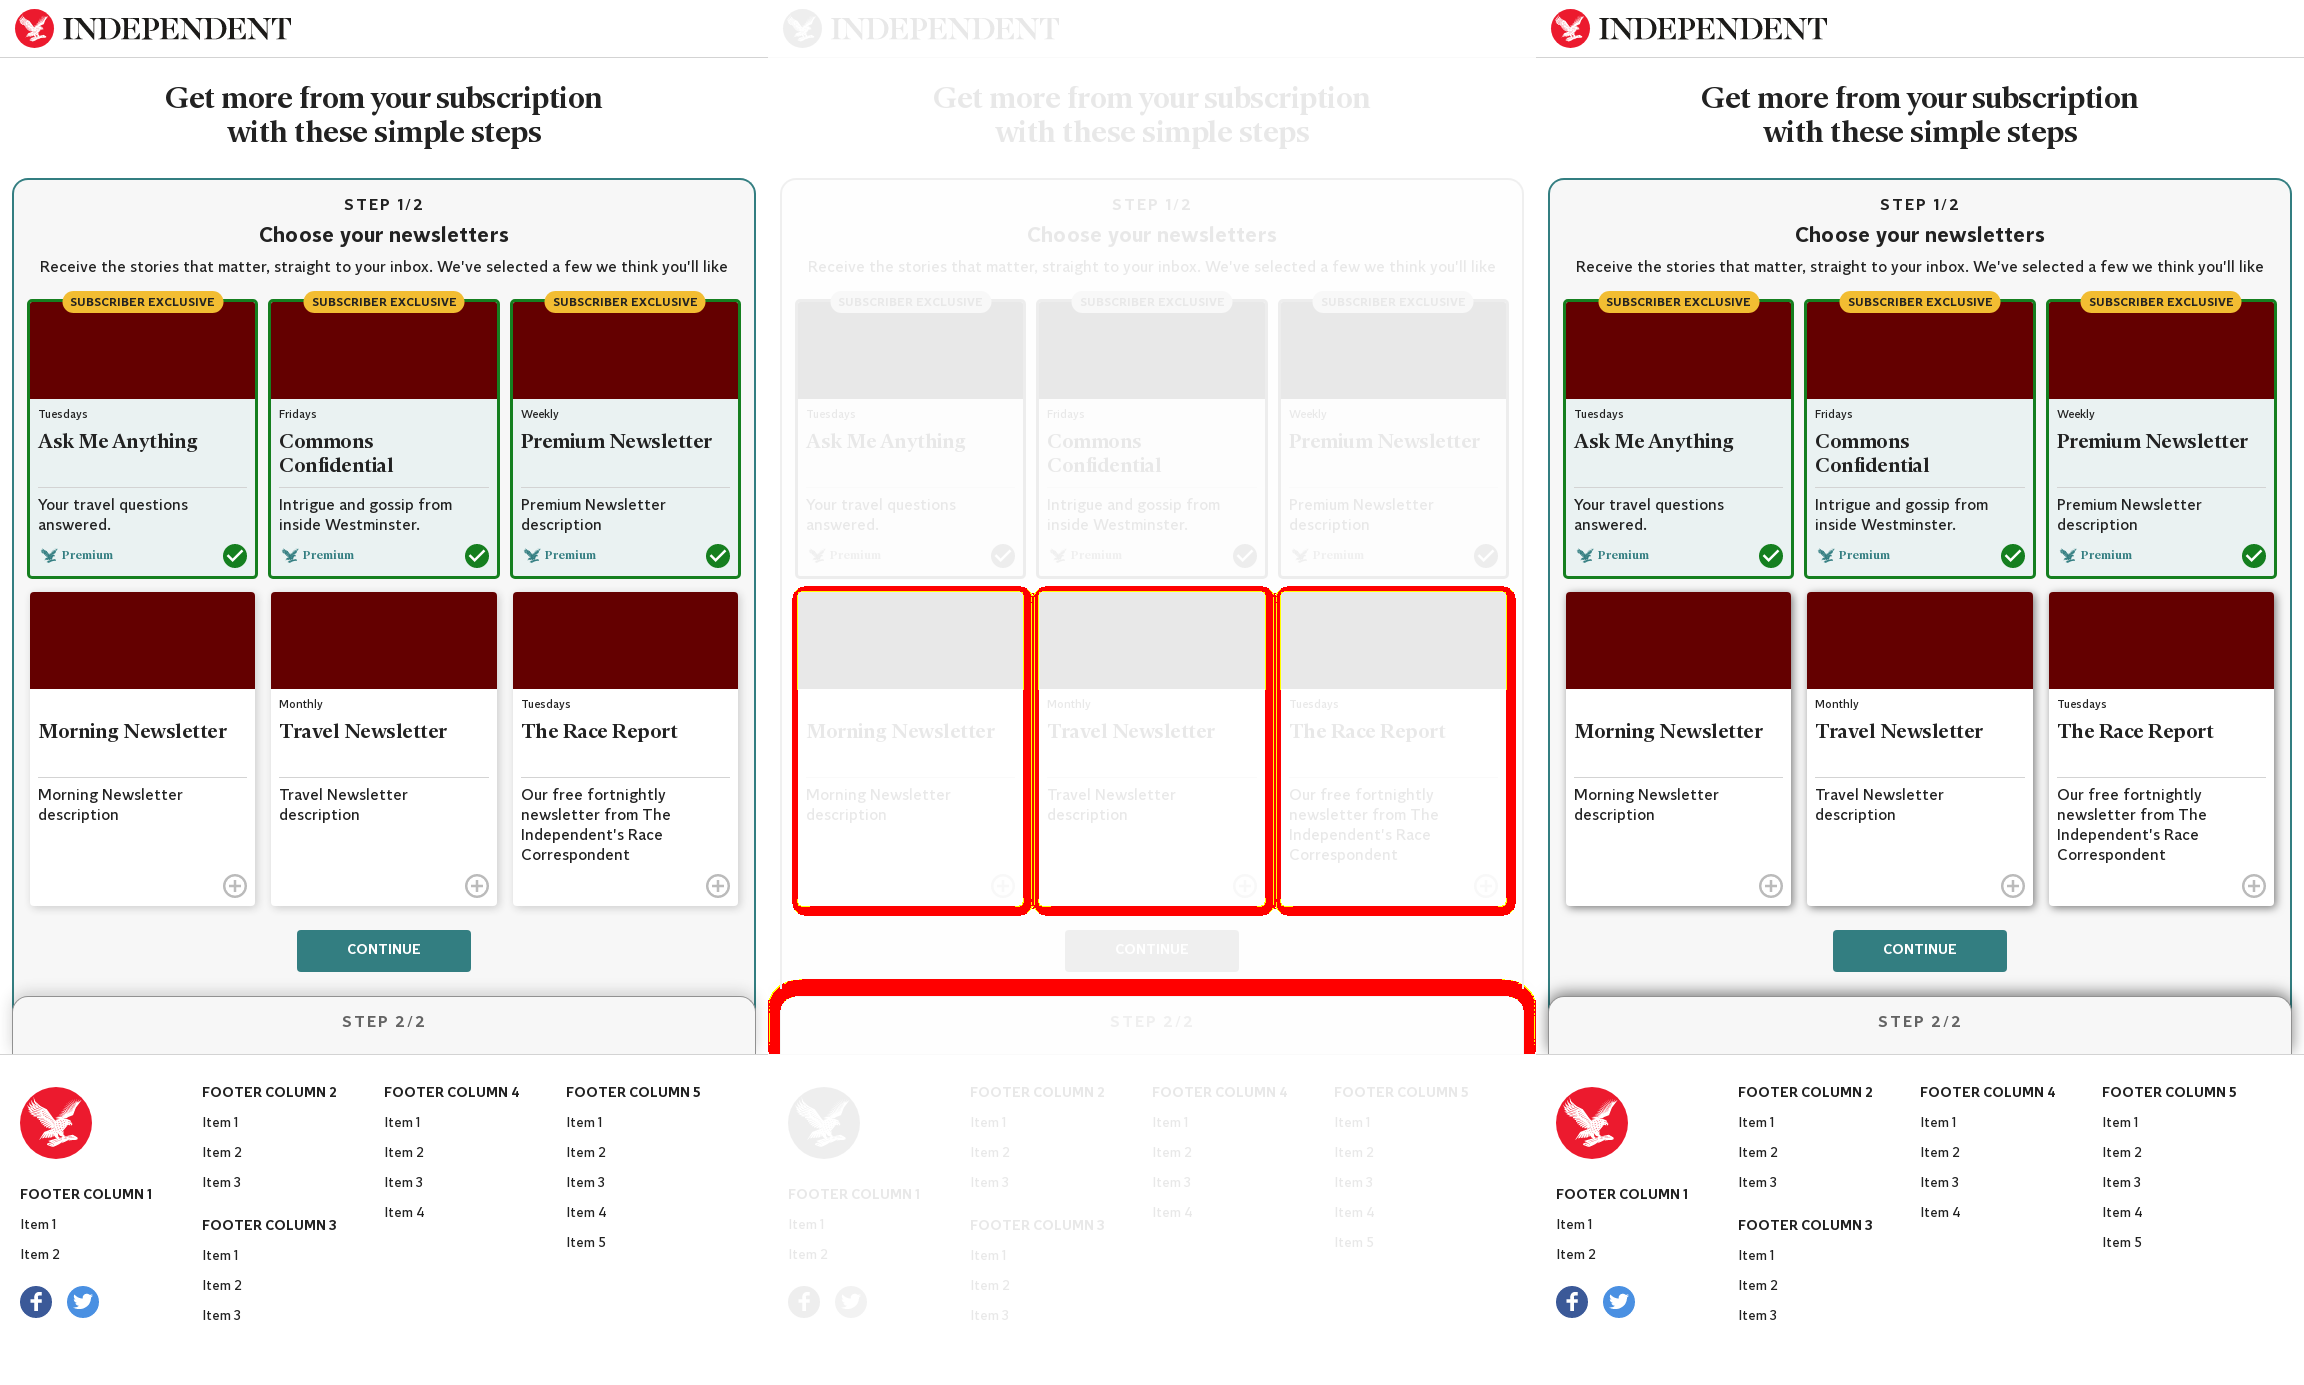 INDEPENDENT
Get more from your subscription
with these simple steps
STEP 1/2
Choose your newsletters
Receive the stories that matter, straight to your inbox. We've selected a few we think you'll like
SUBSCRIBER EXCLUSIVE
Tuesdays
Ask Me Anything
Your travel questions
answered.
Premium
SUBSCRIBER EXCLUSIVE
Fridays
Commons
Confidential
Intrigue and gossip from
inside Westminster.
Premium
SUBSCRIBER EXCLUSIVE
Weekly
Premium Newsletter
Premium Newsletter
description
Premium
Morning Newsletter
Morning Newsletter
description
Monthly
Travel Newsletter
Travel Newsletter
description
Tuesdays
The Race Report
Our free fortnightly
newsletter from The
Independent's Race
Correspondent
CONTINUE
STEP 2/2
FOOTER COLUMN 1
Item 1
Item 2
FOOTER COLUMN 2
Item 1
Item 2
Item 3
FOOTER COLUMN 3
Item 1
Item 2
Item 3
FOOTER COLUMN 4
Item 1
Item 2
Item 3
Item 4
FOOTER COLUMN 5
Item 1
Item 2
Item 3
Item 4
Item 5
INDEPENDENT
Get more from your subscription
with these simple steps
STEP 1/2
Choose your newsletters
Receive the stories that matter, straight to your inbox. We've selected a few we think you'll like
SUBSCRIBER EXCLUSIVE
Tuesdays
Ask Me Anything
Your travel questions
answered.
Premium
SUBSCRIBER EXCLUSIVE
Fridays
Commons
Confidential
Intrigue and gossip from
inside Westminster.
Premium
SUBSCRIBER EXCLUSIVE
Weekly
Premium Newsletter
Premium Newsletter
description
Premium
Morning Newsletter
Morning Newsletter
description
Monthly
Travel Newsletter
Travel Newsletter
description
Tuesdays
The Race Report
Our free fortnightly
newsletter from The
Independent's Race
Correspondent
CONTINUE
STEP 2/2
FOOTER COLUMN 1
Item 1
Item 2
FOOTER COLUMN 2
Item 1
Item 2
Item 3
FOOTER COLUMN 3
Item 1
Item 2
Item 3
FOOTER COLUMN 4
Item 1
Item 2
Item 3
Item 4
FOOTER COLUMN 5
Item 1
Item 2
Item 3
Item 4
Item 5
INDEPENDENT
Get more from your subscription
with these simple steps
STEP 1/2
Choose your newsletters
Receive the stories that matter, straight to your inbox. We've selected a few we think you'll like
SUBSCRIBER EXCLUSIVE
Tuesdays
Ask Me Anything
Your travel questions
answered.
Premium
SUBSCRIBER EXCLUSIVE
Fridays
Commons
Confidential
Intrigue and gossip from
inside Westminster.
Premium
SUBSCRIBER EXCLUSIVE
Weekly
Premium Newsletter
Premium Newsletter
description
Premium
Morning Newsletter
Morning Newsletter
description
Monthly
Travel Newsletter
Travel Newsletter
description
Tuesdays
The Race Report
Our free fortnightly
newsletter from The
Independent's Race
Correspondent
CONTINUE
STEP 2/2
FOOTER COLUMN 1
Item 1
Item 2
FOOTER COLUMN 2
Item 1
Item 2
Item 3
FOOTER COLUMN 3
Item 1
Item 2
Item 3
FOOTER COLUMN 4
Item 1
Item 2
Item 3
Item 4
FOOTER COLUMN 5
Item 1
Item 2
Item 3
Item 4
Item 5